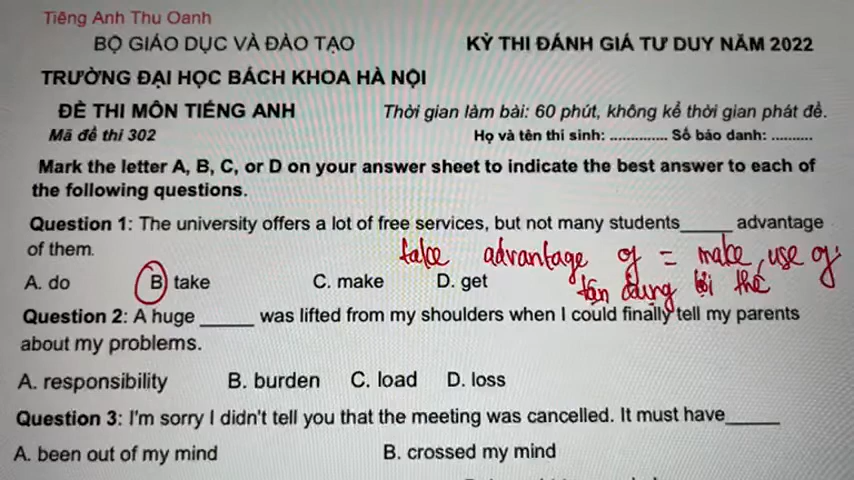 Tiếng Anh Thu Oanh
BỘ GIÁO DỤC VÀ ĐÀO TẠO KỲ THI ĐÁNH GIÁ TƯ DUY NĂM 2022
TRƯỜNG ĐẠI HỌC BÁCH KHOA HÀ NỘI
ĐỀ THI MÔN TIẾNG ANH Thời gian làm bài: 60 phút, không kể thời gian phát đề.
Mã đề thi 302 Họ và tên thi sinh: .............. Số báo danh: ..........
Mark the letter A, B, C, or D on your answer sheet to indicate the best answer to each of
the following questions.
Question 1: The university offers a lot of free services, but not many students_____ advantage
of them.
take advantage of = make use of:
A. do B) take C. make D. get
tận dụng lợi thế
Question 2: A huge _____ was lifted from my shoulders when I could finally tell my parents
about my problems.
A. responsibility B. burden C. load D. loss
Question 3: I'm sorry I didn't tell you that the meeting was cancelled. It must have_____
A. been out of my mind B. crossed my mind